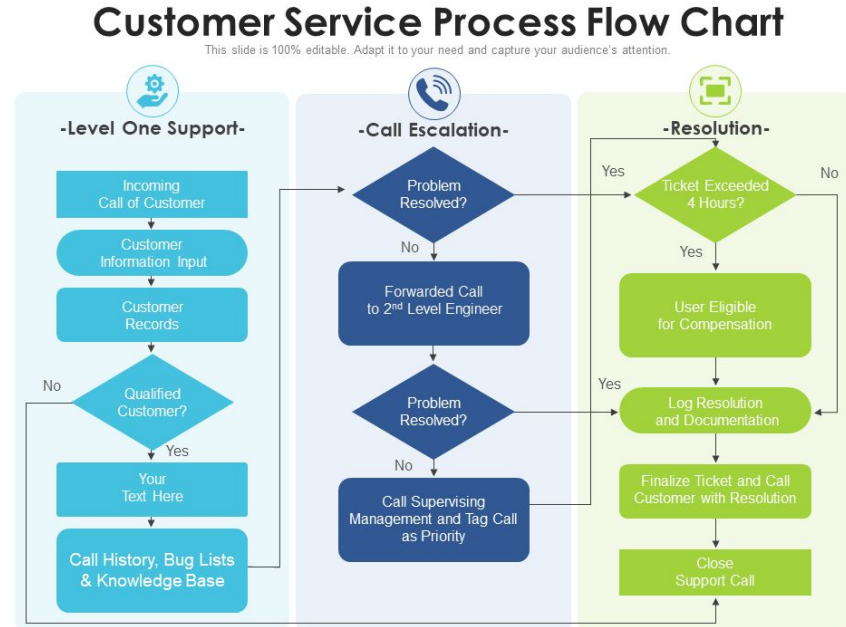 Customer Service Process Flow Chart
This slide is 100% editable. Adapt it to your need and capture your audience's attention.
-Level One Support-
Incoming
Call of Customer
Customer
Information Input
Customer
Records
No
Qualified
Customer?
Yes
Your
Text Here
Call History, Bug Lists
& Knowledge Base
-Call Escalation-
Problem
Resolved?
Yes
No
Forwarded Call
to 2nd Level Engineer
Problem
Resolved?
Yes
No
Call Supervising
Management and Tag Call
as Priority
-Resolution-
Ticket Exceeded
4 Hours?
No
Yes
User Eligible
for Compensation
Log Resolution
and Documentation
Finalize Ticket and Call
Customer with Resolution
Close
Support Call